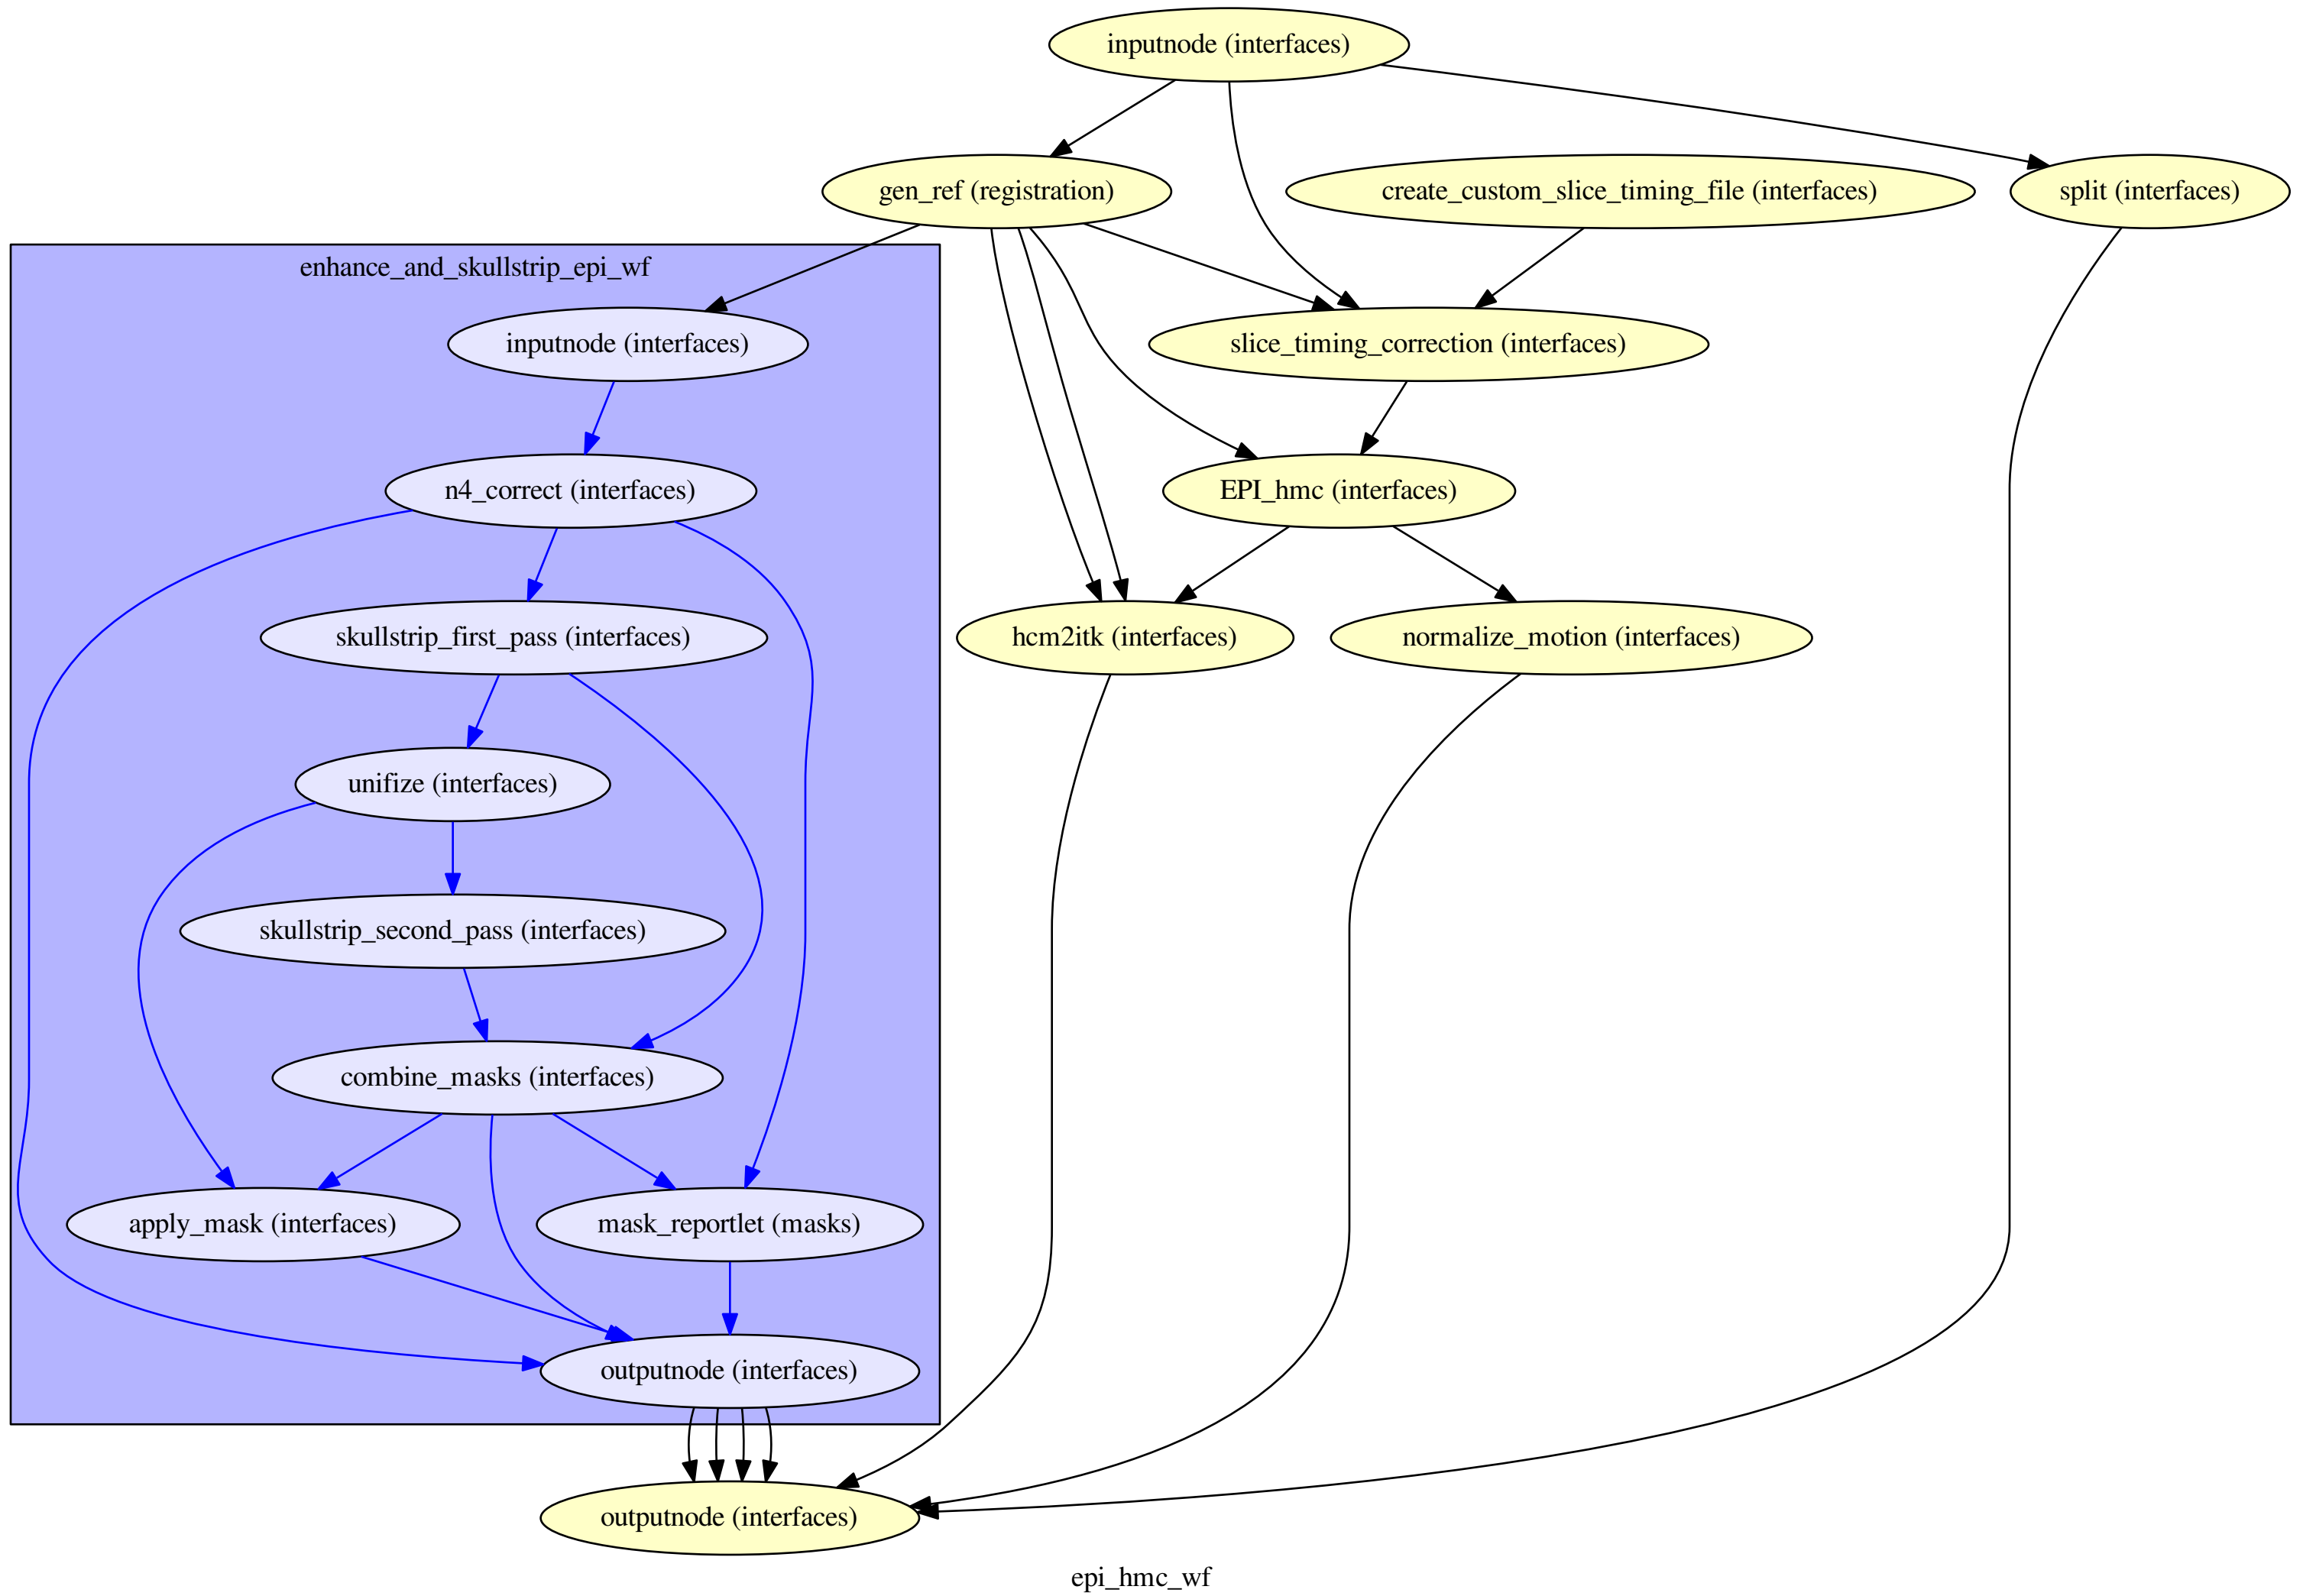 inputnode (interfaces)
gen_ref (registration)
create_custom_slice_timing_file (interfaces)
split (interfaces)
enhance_and_skullstrip_epi_wf
inputnode (interfaces)
slice_timing_correction (interfaces)
n4_correct (interfaces)
EPI_hmc (interfaces)
skullstrip_first_pass (interfaces)
hcm2itk (interfaces)
normalize_motion (interfaces)
unifize (interfaces)
skullstrip_second_pass (interfaces)
combine_masks (interfaces)
apply_mask (interfaces)
mask_reportlet (masks)
outputnode (interfaces)
outputnode (interfaces)
epi_hmc_wf